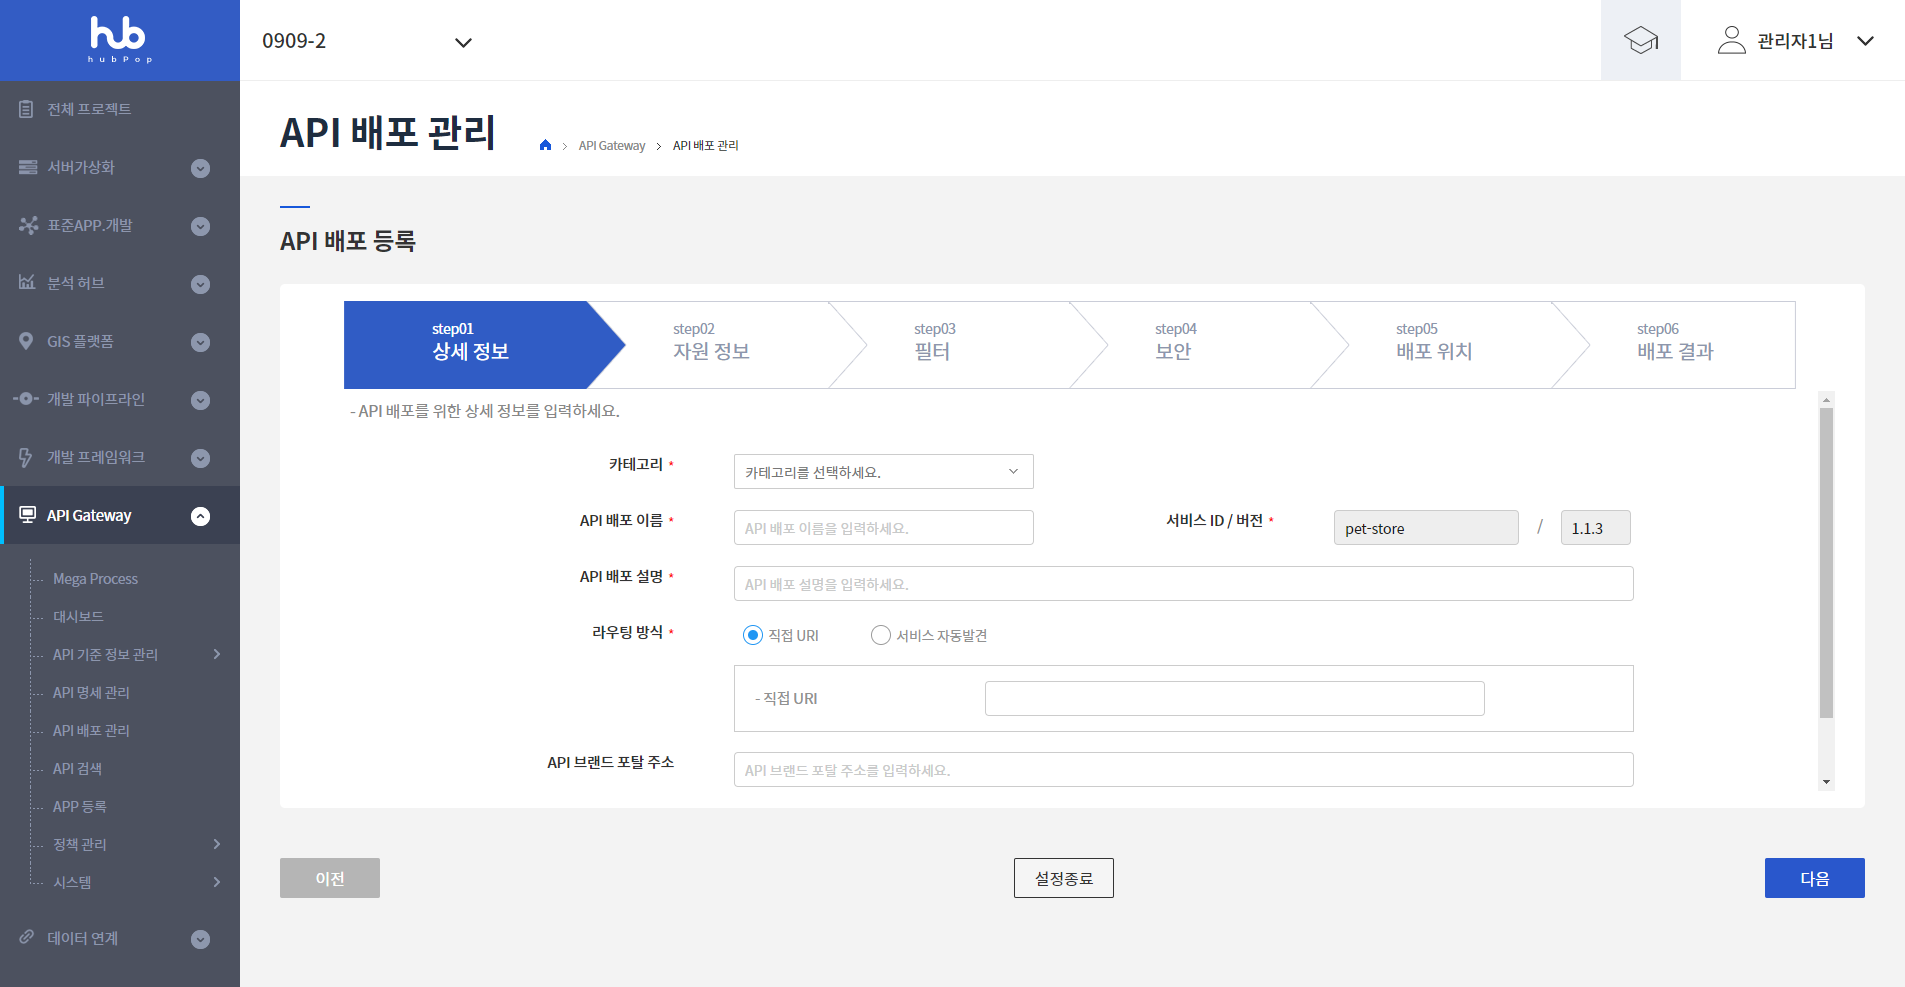 hub
hubPop
0909-2
관리자1님
전체 프로젝트
서버가상화
표준APP.개발
분석 허브
GIS 플랫폼
개발 파이프라인
개발 프레임워크
API Gateway
Mega Process
대시보드
API 기준 정보 관리
API 명세 관리
API 배포 관리
API 검색
APP 등록
정책 관리
시스템
데이터 연계
API 배포 관리
API Gateway
API 배포 관리
API 배포 등록
step01
상세 정보
step02
자원 정보
step03
필터
step04
보안
step05
배포 위치
step06
배포 결과
- API 배포를 위한 상세 정보를 입력하세요.
카테고리 *
카테고리를 선택하세요.
API 배포 이름 *
API 배포 이름을 입력하세요.
서비스 ID / 버전 *
pet-store / 1.1.3
API 배포 설명 *
API 배포 설명을 입력하세요.
라우팅 방식 *
직접 URI
서비스 자동발견
- 직접 URI
API 브랜드 포탈 주소
API 브랜드 포탈 주소를 입력하세요.
이전
설정종료
다음